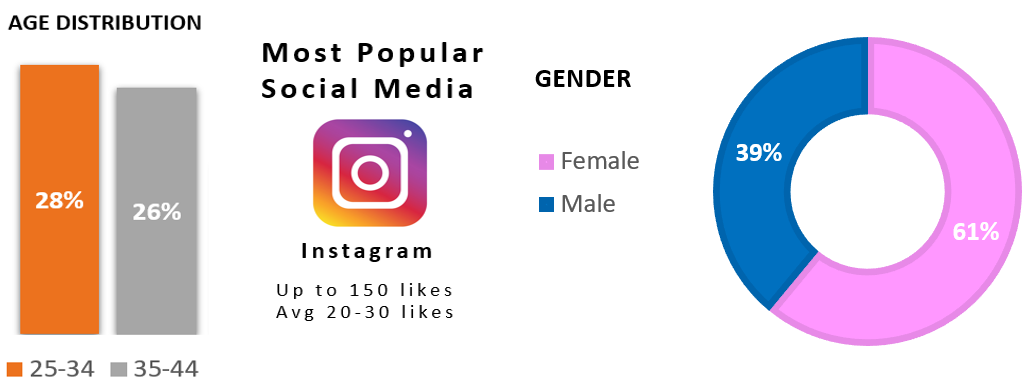 AGE DISTRIBUTION
28%
26%
25-34
35-44
Most Popular
Social Media
Instagram
Up to 150 likes
Avg 20-30 likes
GENDER
Female
Male
39%
61%